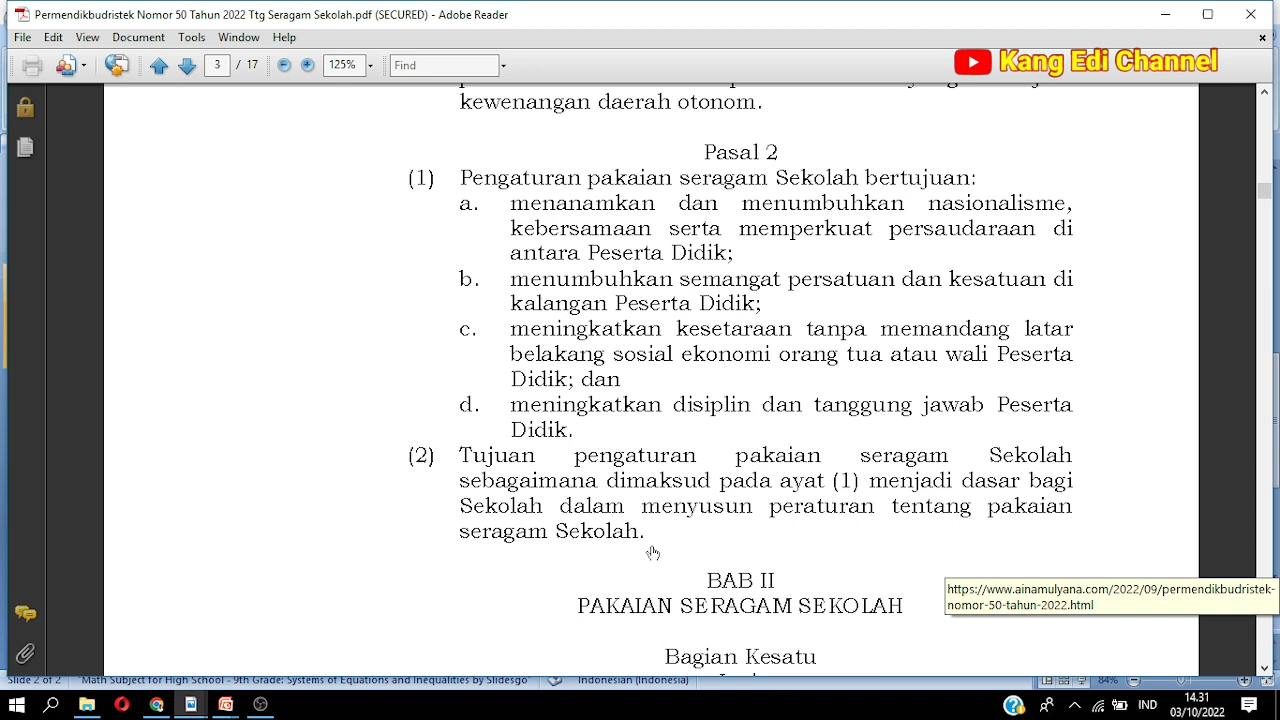 Permendikbudristek Nomor 50 Tahun 2022 Ttg Seragam Sekolah.pdf (SECURED) - Adobe Reader
File Edit View Document Tools Window Help
3 / 17 125% Find
Kang Edi Channel
kewenangan daerah otonom.
Pasal 2
(1) Pengaturan pakaian seragam Sekolah bertujuan:
a. menanamkan dan menumbuhkan nasionalisme,
kebersamaan serta memperkuat persaudaraan di
antara Peserta Didik;
b. menumbuhkan semangat persatuan dan kesatuan di
kalangan Peserta Didik;
c. meningkatkan kesetaraan tanpa memandang latar
belakang sosial ekonomi orang tua atau wali Peserta
Didik; dan
d. meningkatkan disiplin dan tanggung jawab Peserta
Didik.
(2) Tujuan pengaturan pakaian seragam Sekolah
sebagaimana dimaksud pada ayat (1) menjadi dasar bagi
Sekolah dalam menyusun peraturan tentang pakaian
seragam Sekolah.
BAB II
PAKAIAN SERAGAM SEKOLAH
https://www.ainamulyana.com/2022/09/permendikbudristek-
nomor-50-tahun-2022.html
Bagian Kesatu
Slide 2 of 2 "Math Subject for High School - 9th Grade: Systems of Equations and Inequalities by Slidesgo Indonesian (Indonesia) 84%
IND
14.31
03/10/2022